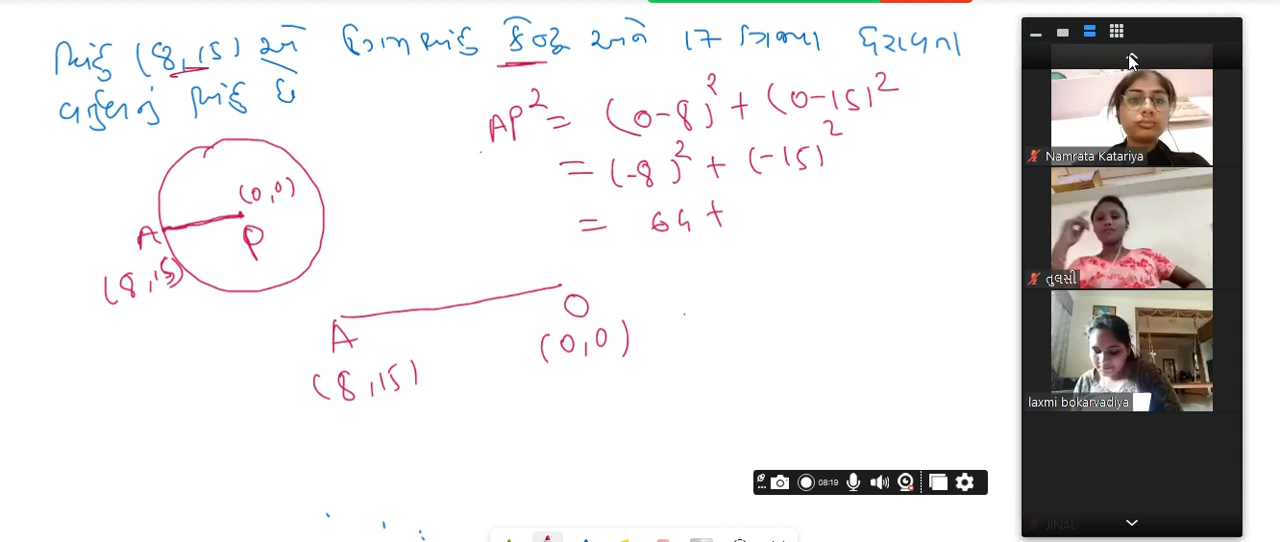 બિંદુ (8,15) એ ઉગમબિંદુ કેન્દ્ર અને 17 ત્રિજ્યા ધરાવતા
વર્તુળનું બિંદુ છે
AP² = (0-8)² + (0-15)²
= (-8)² + (-15)²
= 64 +
(0,0)
A
P
(8,15)
A
O
(8,15)
(0,0)
Namrata Katariya
તુલસી
laxmi bokarvadiya
JINAL
08:19